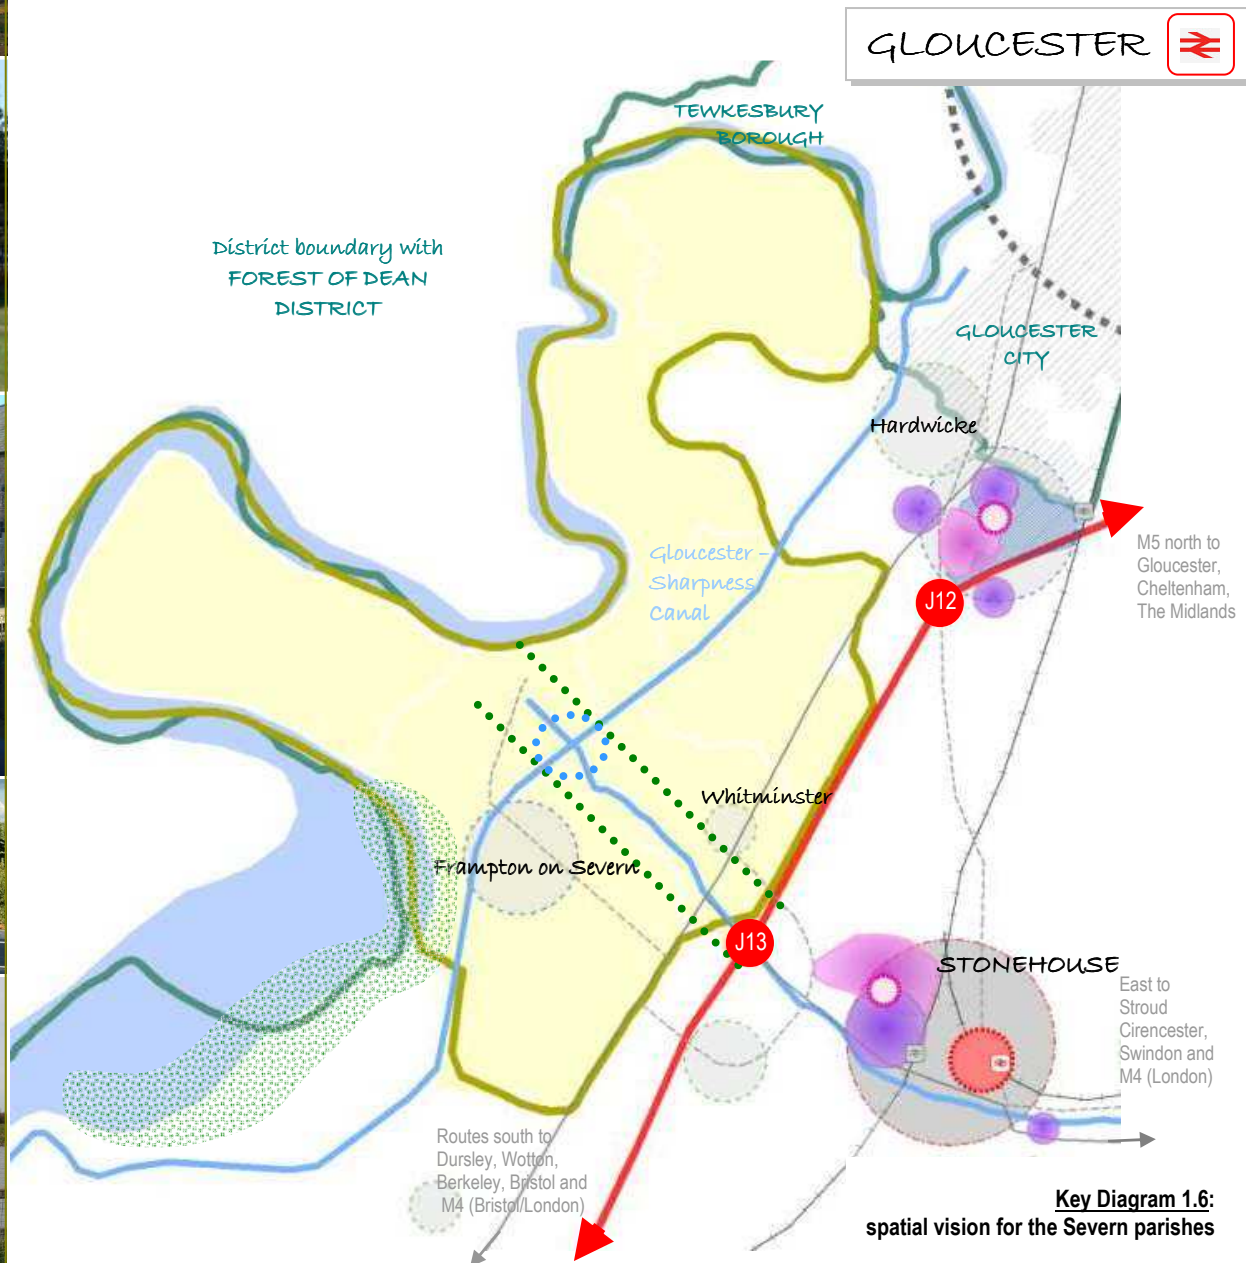 GLOUCESTER
TEWKESBURY
BOROUGH
District boundary with
FOREST OF DEAN
DISTRICT
GLOUCESTER
CITY
Hardwicke
M5 north to
Gloucester,
Cheltenham,
The Midlands
Gloucester –
Sharpness
Canal
J12
Whitminster
Frampton on Severn
J13
STONEHOUSE
East to
Stroud
Cirencester,
Swindon and
M4 (London)
Routes south to
Dursley, Wotton,
Berkeley, Bristol and
M4 (Bristol/London)
Key Diagram 1.6:
spatial vision for the Severn parishes